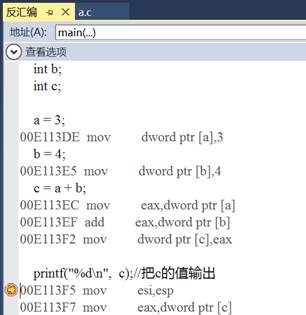 反汇编 a.c
地址(A): main(...)
查看选项
int b;
int c;
a = 3;
00E113DE mov dword ptr [a],3
b = 4;
00E113E5 mov dword ptr [b],4
c = a + b;
00E113EC mov eax,dword ptr [a]
00E113EF add eax,dword ptr [b]
00E113F2 mov dword ptr [c],eax
printf("%d\n", c);//把c的值输出
00E113F5 mov esi,esp
00E113F7 mov eax,dword ptr [c]